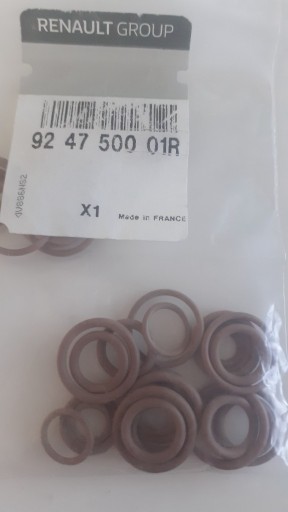 RENAULT GROUP
92 47 500 01R
X1
Made in FRANCE